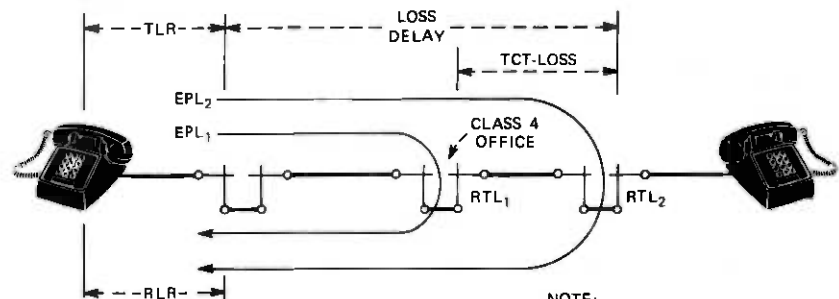 TLR
LOSS
DELAY
TCT-LOSS
EPL2
EPL1
CLASS 4
OFFICE
RTL1
RTL2
RLR
NOTE: